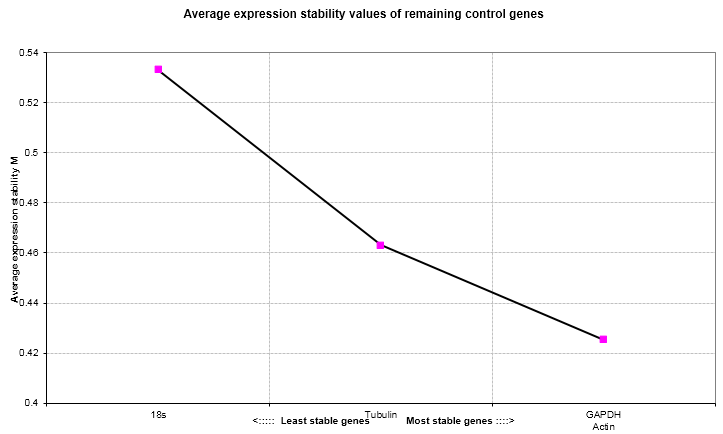 Average expression stability values of remaining control genes
0.54
0.52
0.5
0.48
0.46
0.44
0.42
0.4
Average expression stability M
18s
Tubulin
GAPDH
Actin
<::::: Least stable genes
Most stable genes ::::>